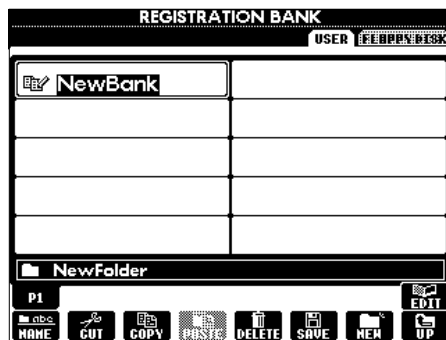 REGISTRATION BANK
USER FLOPPY DISK
NewBank
NewFolder
P1
EDIT
NAME CUT COPY PASTE DELETE SAVE NEW UP